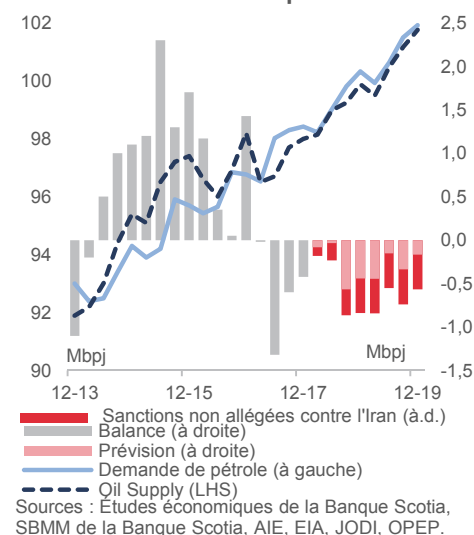 102
100
98
96
94
92
90
2,5
2,0
1,5
1,0
0,5
0,0
-0,5
-1,0
-1,5
Mbpj
Mbpj
12-13
12-15
12-17
12-19
Sanctions non allégées contre l'Iran (à.d.)
Balance (à droite)
Prévision (à droite)
Demande de pétrole (à gauche)
Oil Supply (LHS)
Sources : Études économiques de la Banque Scotia,
SBMM de la Banque Scotia, AIE, EIA, JODI, OPEP.